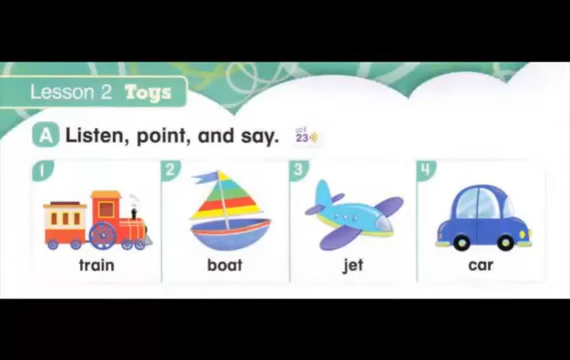 Lesson 2 Toys
A Listen, point, and say.
23
1
2
3
4
train
boat
jet
car